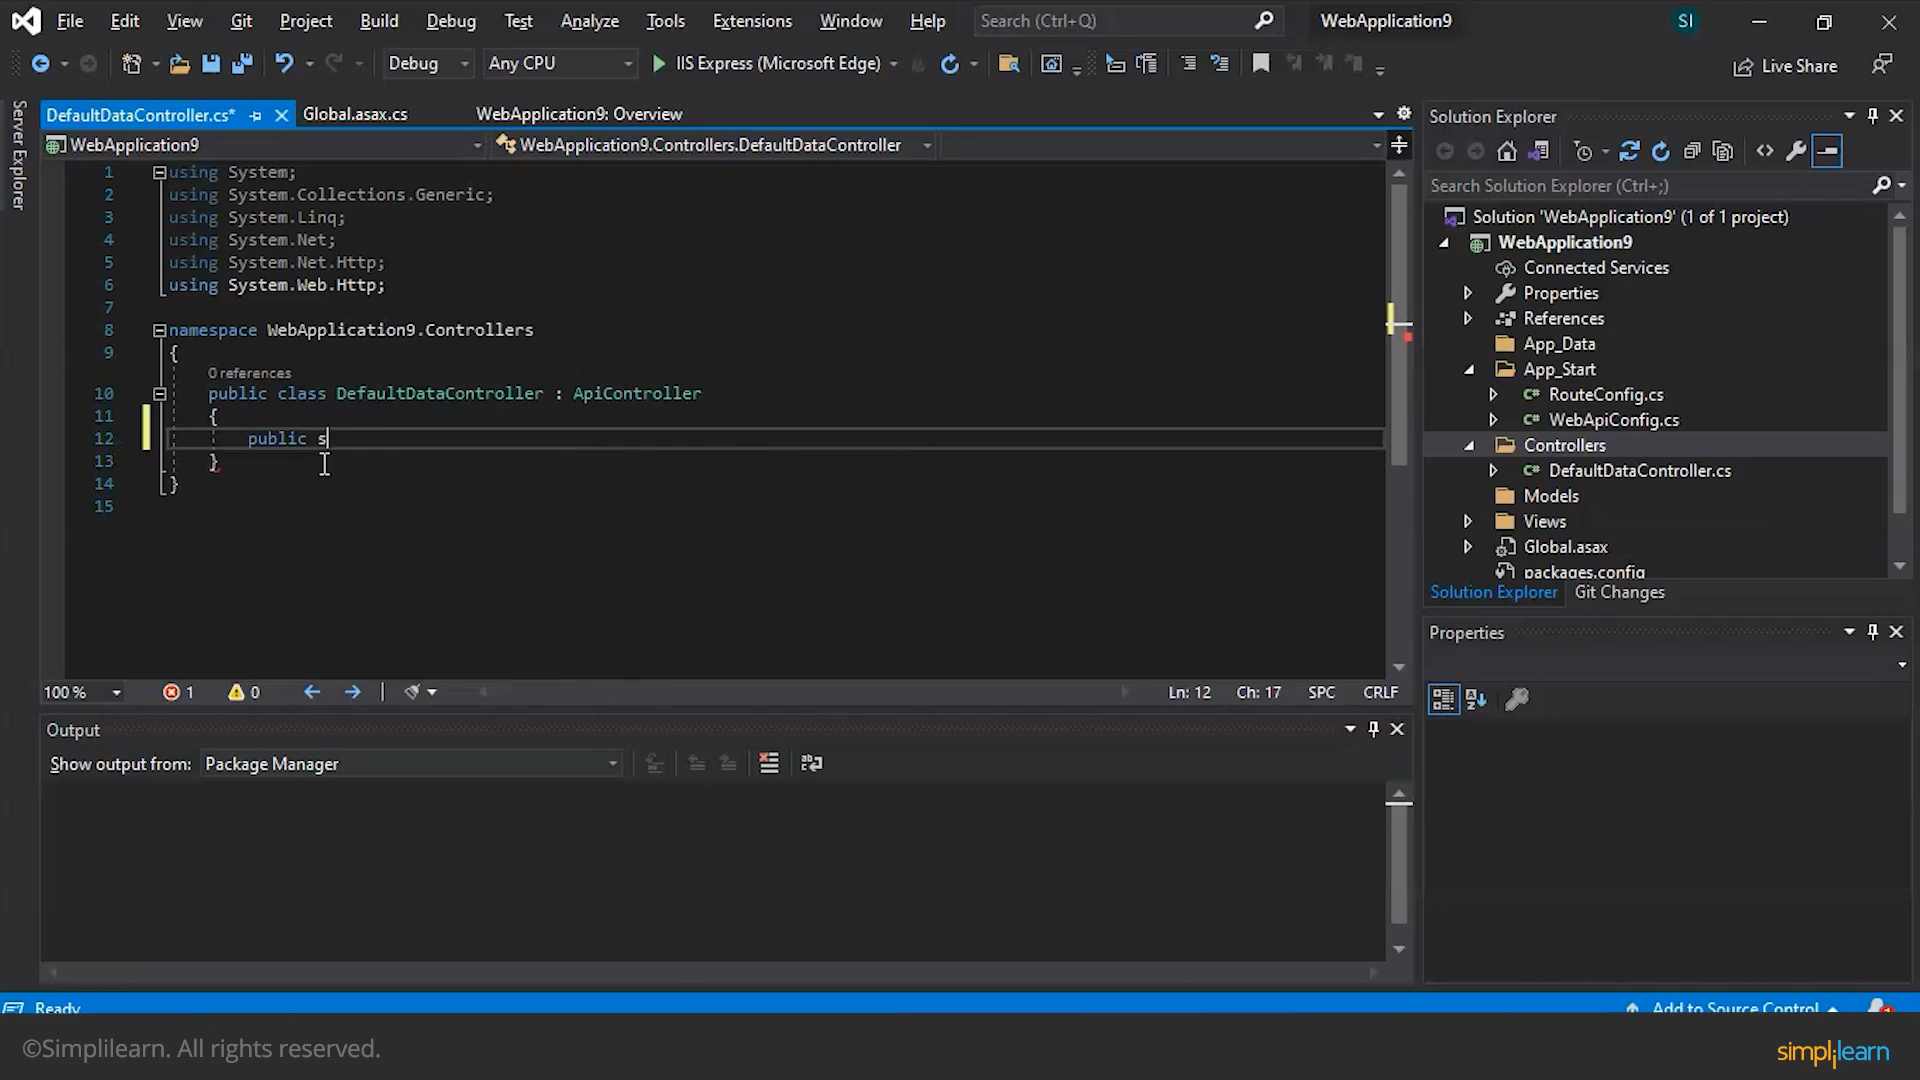 File Edit View Git Project Build Debug Test Analyze Tools Extensions Window Help Search (Ctrl+Q) WebApplication9 SI
Debug Any CPU IIS Express (Microsoft Edge) Live Share
Server Explorer
DefaultDataController.cs* Global.asax.cs WebApplication9: Overview
WebApplication9 WebApplication9.Controllers.DefaultDataController
1 using System;
2 using System.Collections.Generic;
3 using System.Linq;
4 using System.Net;
5 using System.Net.Http;
6 using System.Web.Http;
7
8 namespace WebApplication9.Controllers
9 {
0 references
10 public class DefaultDataController : ApiController
11 {
12 public s
13 }
14 }
15
100 % 1 0 Ln: 12 Ch: 17 SPC CRLF
Output
Show output from: Package Manager
Solution Explorer
Search Solution Explorer (Ctrl+;)
Solution 'WebApplication9' (1 of 1 project)
WebApplication9
Connected Services
Properties
References
App_Data
App_Start
C# RouteConfig.cs
C# WebApiConfig.cs
Controllers
C# DefaultDataController.cs
Models
Views
Global.asax
packages.config
Solution Explorer Git Changes
Properties
Ready Add to Source Control 1
©Simplilearn. All rights reserved. simplilearn